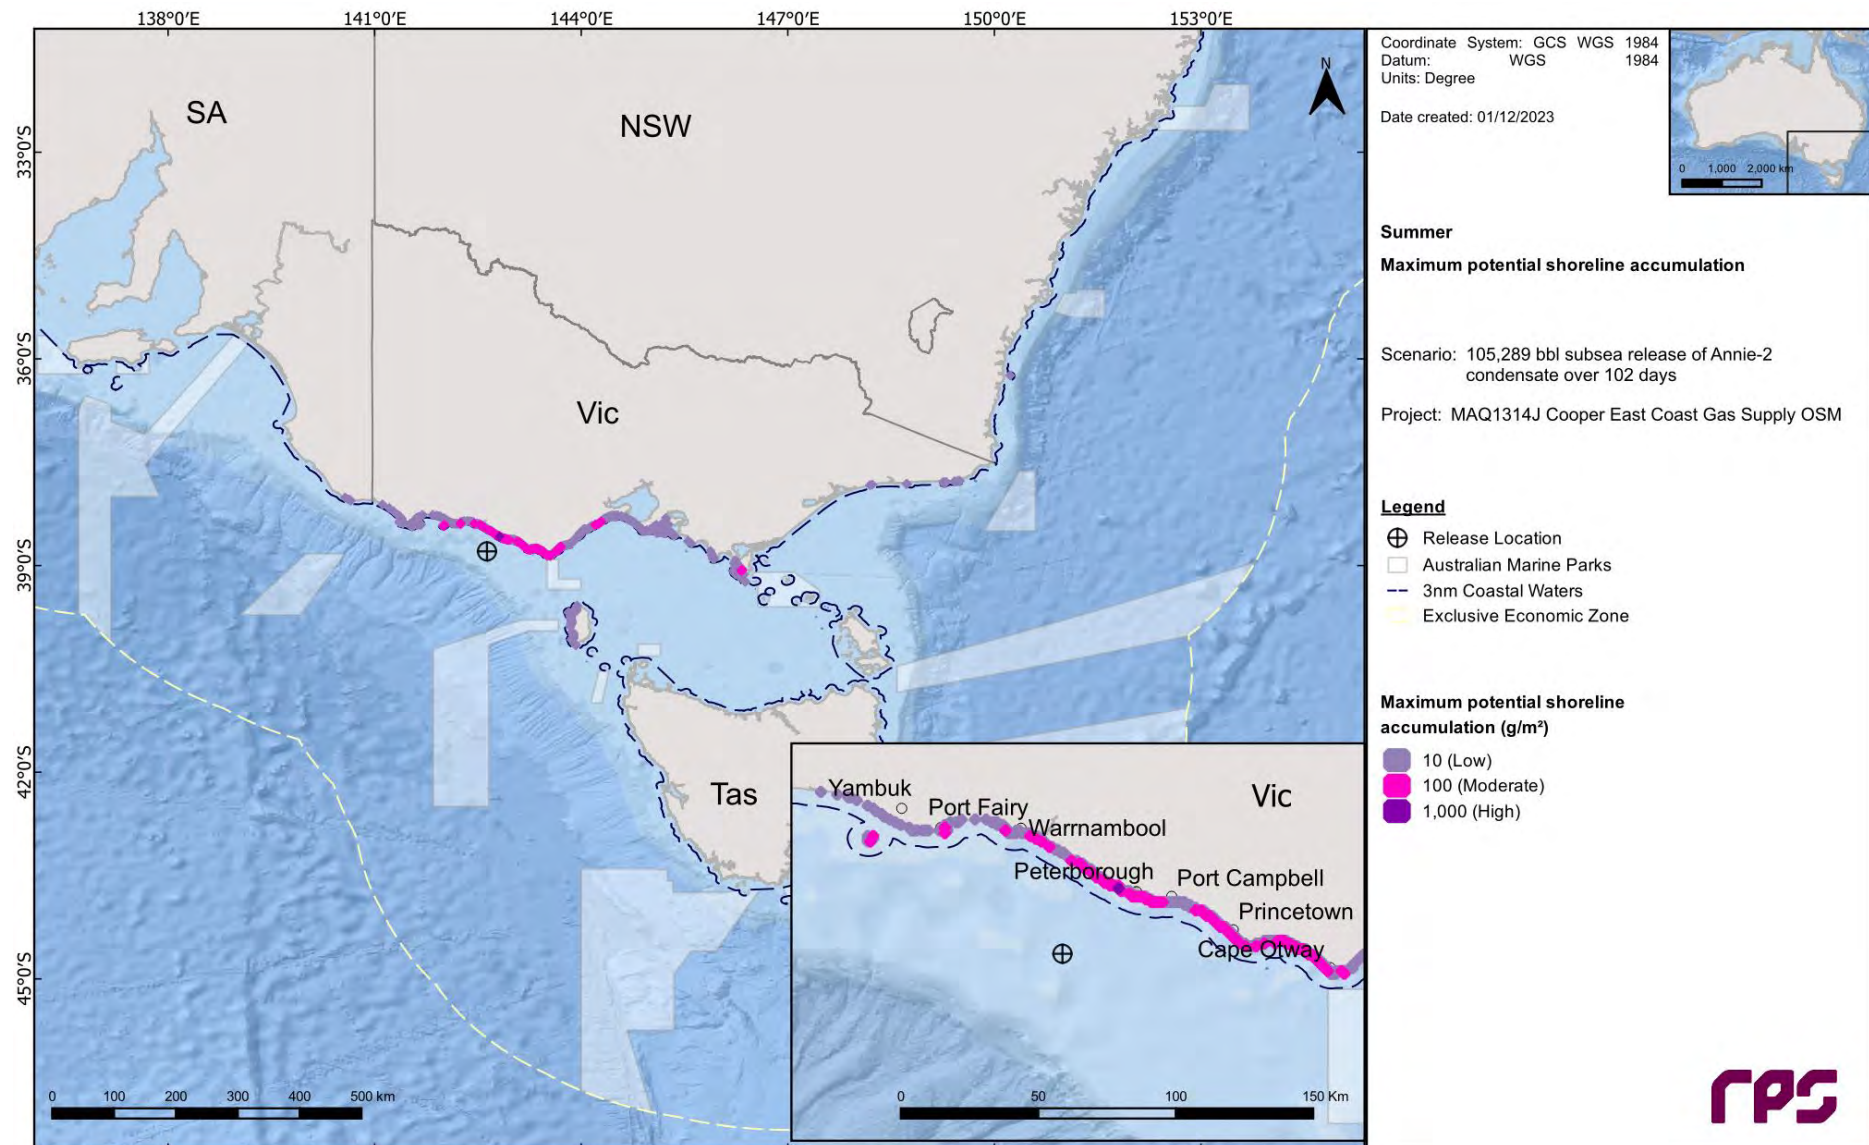 138°0'E 141°0'E 144°0'E 147°0'E 150°0'E 153°0'E
33°0'S
36°0'S
39°0'S
42°0'S
45°0'S
SA
NSW
Vic
Tas
N
0 100 200 300 400 500 km
Yambuk
Port Fairy
Warrnambool
Peterborough
Port Campbell
Princetown
Cape Otway
Vic
0 50 100 150 Km
Coordinate System: GCS WGS 1984
Datum: WGS 1984
Units: Degree
Date created: 01/12/2023
0 1,000 2,000 km
Summer
Maximum potential shoreline accumulation
Scenario: 105,289 bbl subsea release of Annie-2
condensate over 102 days
Project: MAQ1314J Cooper East Coast Gas Supply OSM
Legend
Release Location
Australian Marine Parks
3nm Coastal Waters
Exclusive Economic Zone
Maximum potential shoreline
accumulation (g/m²)
10 (Low)
100 (Moderate)
1,000 (High)
rps